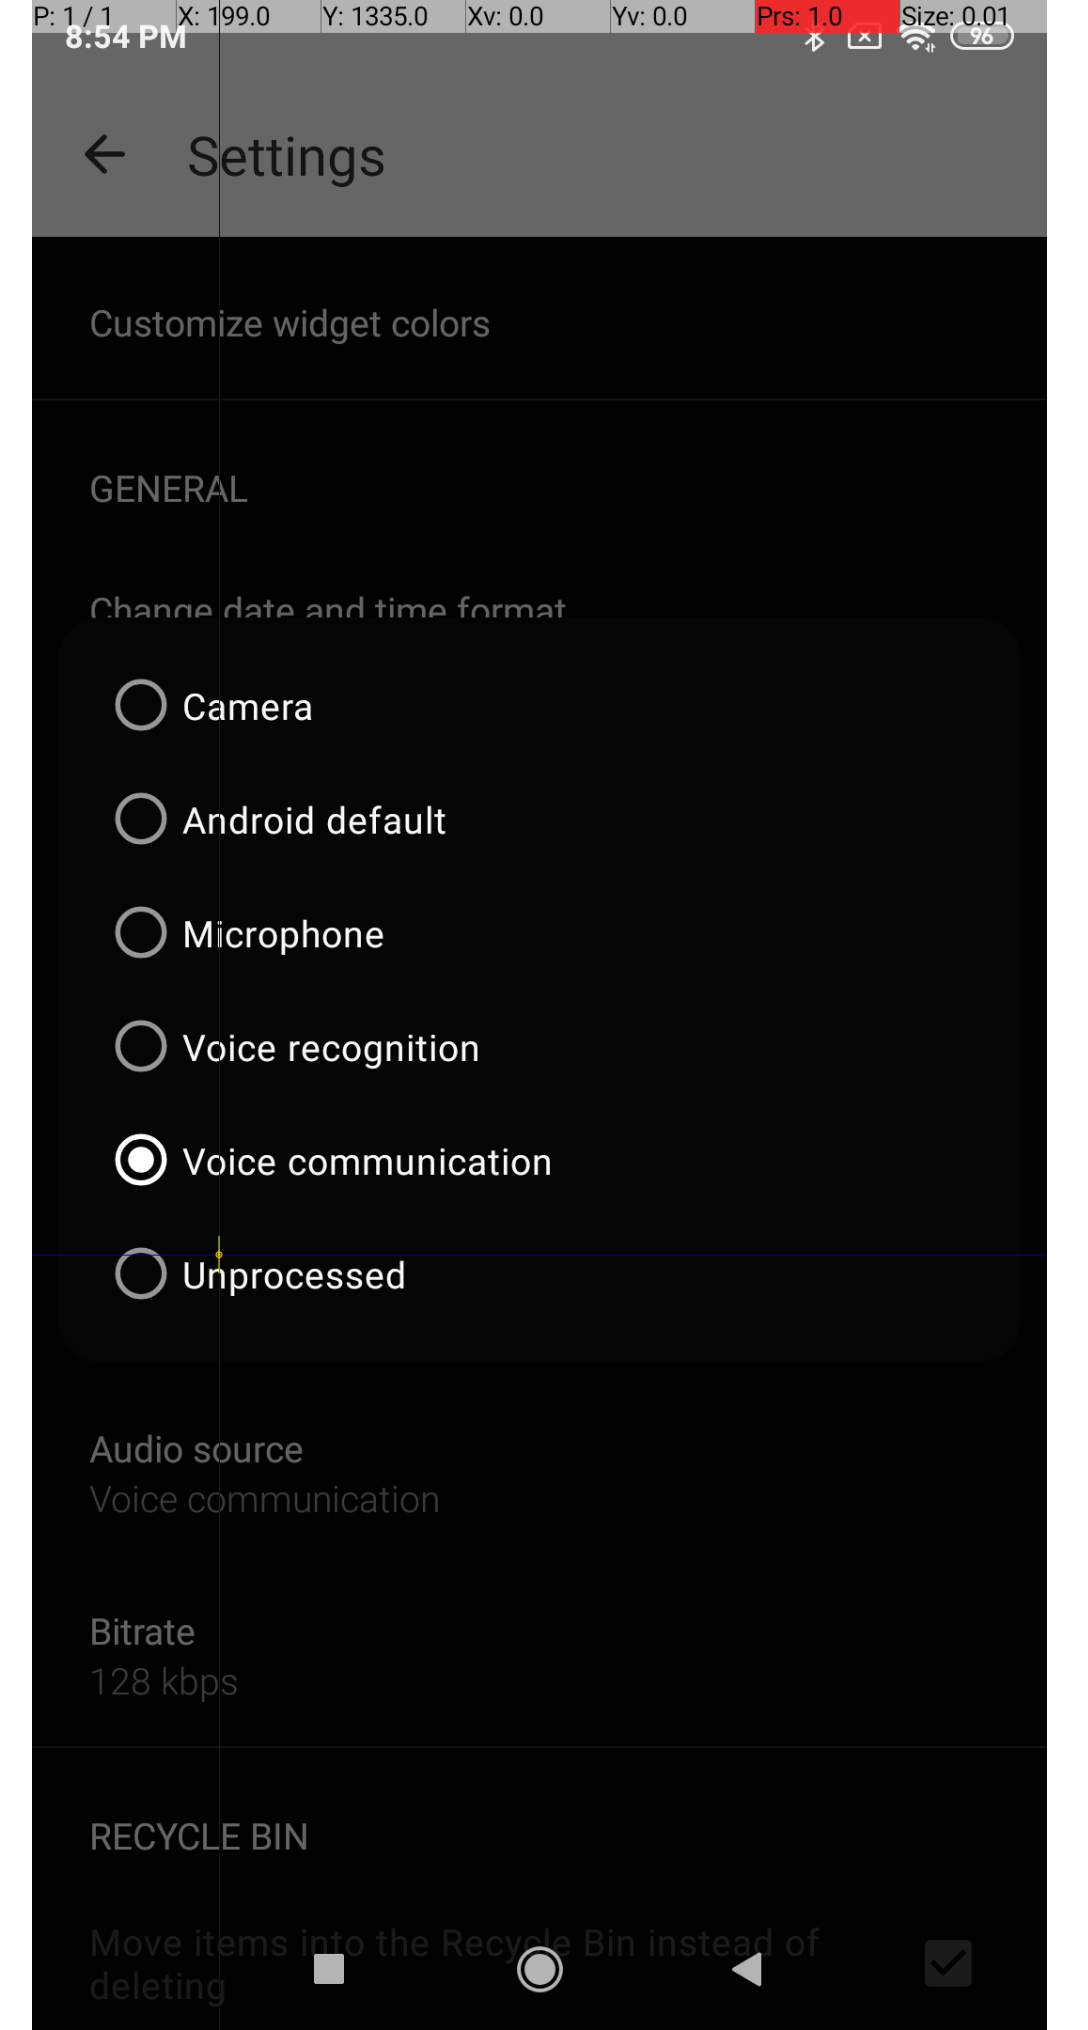 P: 1 / 1 X: 199.0 Y: 1335.0 Xv: 0.0 Yv: 0.0 Prs: 1.0 Size: 0.01
8:54 PM 96
Settings
Customize widget colors
GENERAL
Change date and time format
Camera
Android default
Microphone
Voice recognition
Voice communication
Unprocessed
Audio source
Voice communication
Bitrate
128 kbps
RECYCLE BIN
Move items into the Recycle Bin instead of
deleting